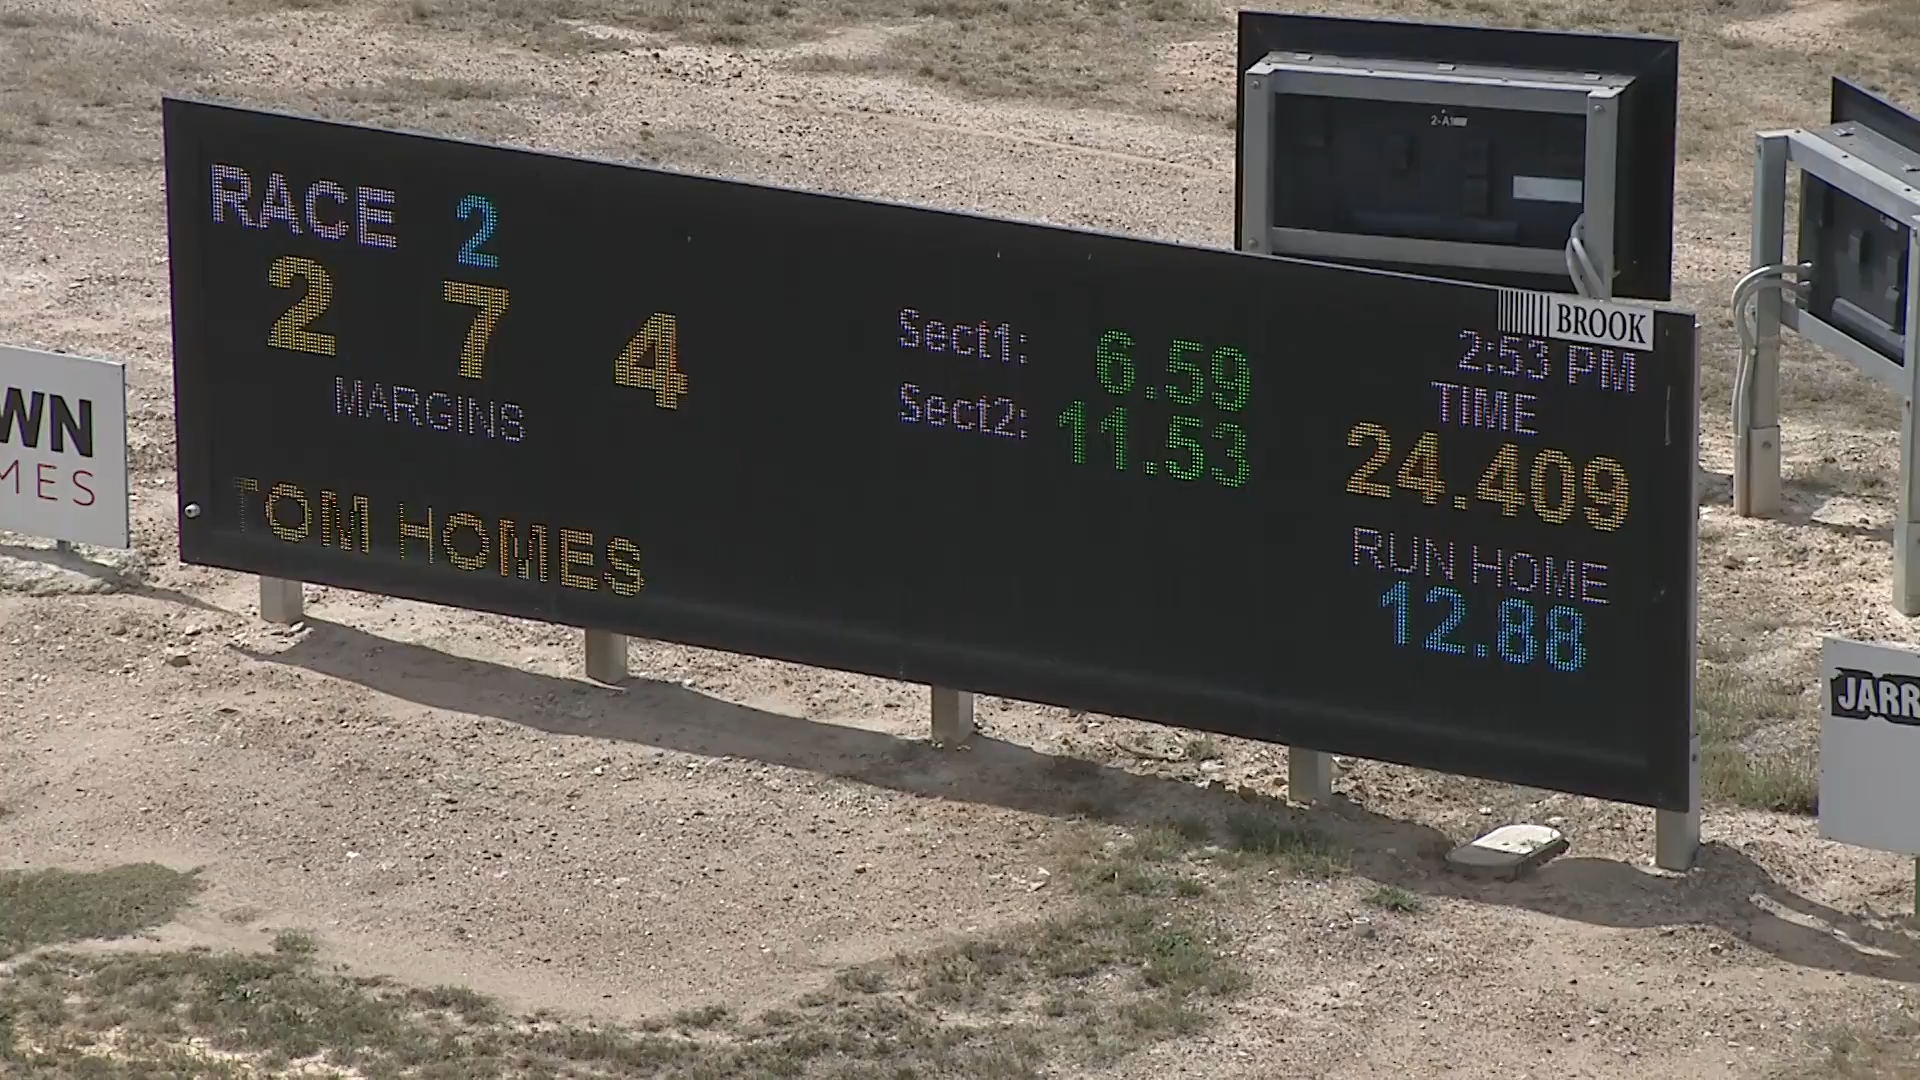 RACE 2
2 7 4
MARGINS
TOM HOMES
Sect1: 6.59
Sect2: 11.53
BROOK
2:53 PM
TIME
24.409
RUN HOME
12.88
WN
MES
JARR